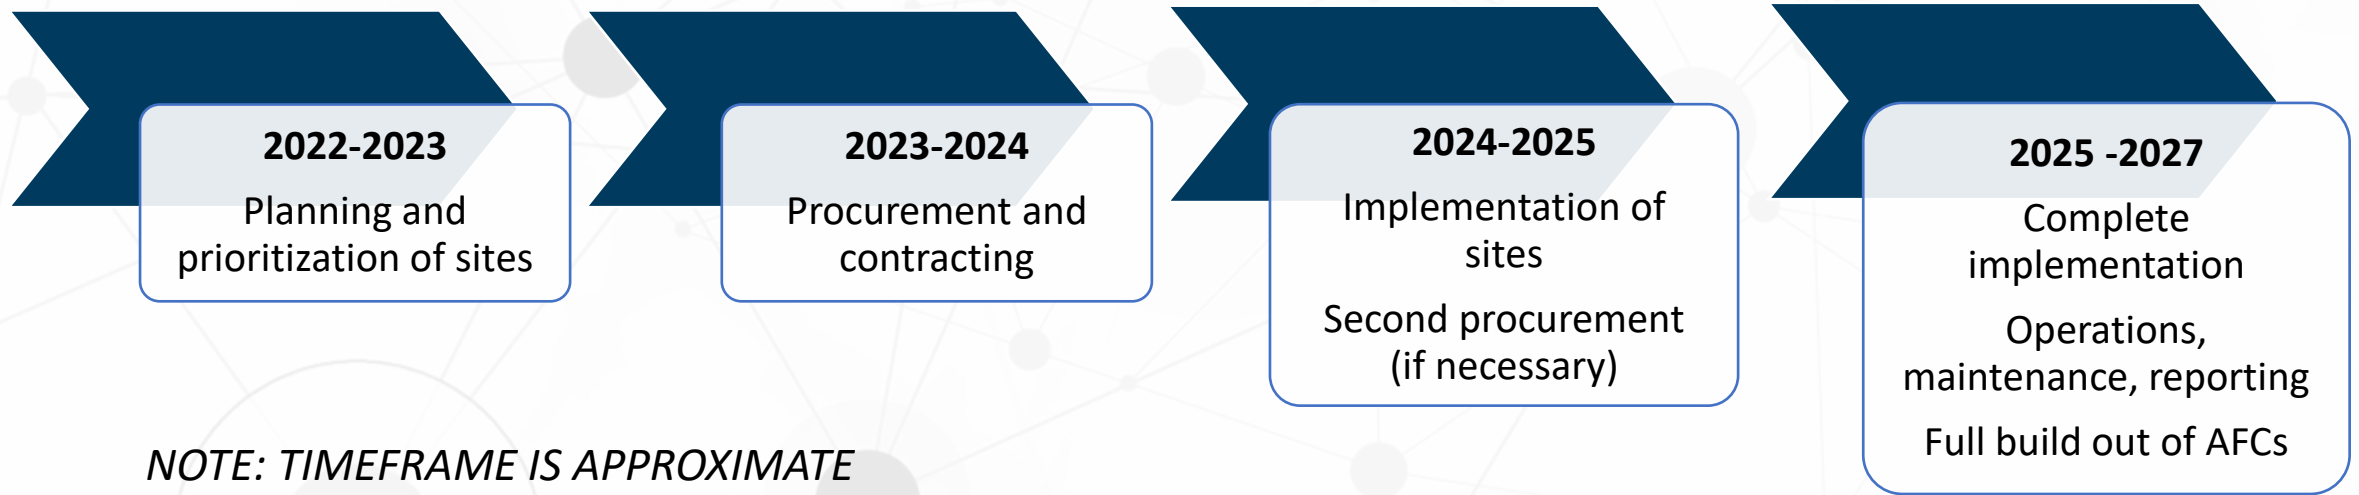 2022-2023
Planning and
prioritization of sites
2023-2024
Procurement and
contracting
2024-2025
Implementation of
sites
Second procurement
(if necessary)
2025 -2027
Complete
implementation
Operations,
maintenance, reporting
Full build out of AFCs
NOTE: TIMEFRAME IS APPROXIMATE